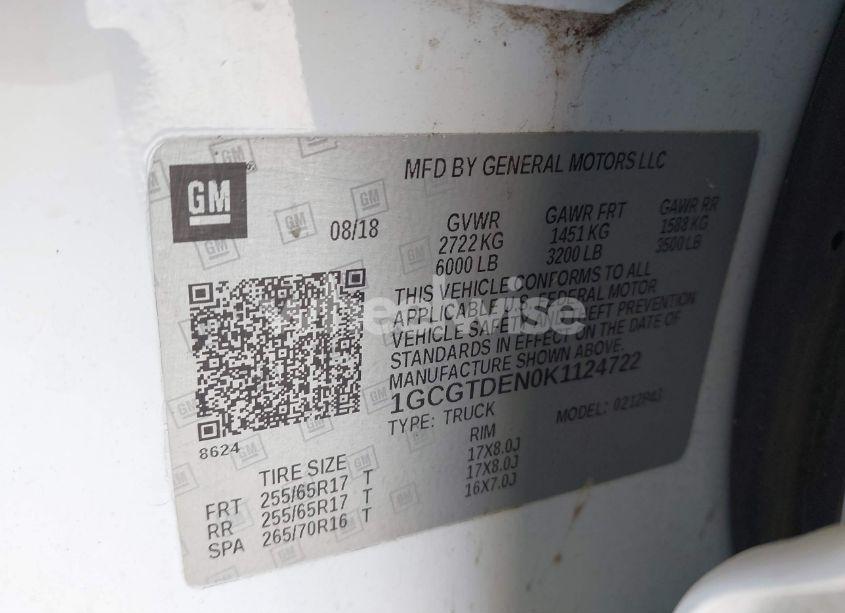 MFD BY GENERAL MOTORS LLC
GM
08/18
GVWR GAWR FRT GAWR RR
2722 KG 1451 KG 1588 KG
6000 LB 3200 LB 3500 LB
THIS VEHICLE CONFORMS TO ALL
APPLICABLE U.S. FEDERAL MOTOR
VEHICLE SAFETY AND THEFT PREVENTION
STANDARDS IN EFFECT ON THE DATE OF
MANUFACTURE SHOWN ABOVE.
1GCGTDEN0K1124722
TYPE: TRUCK MODEL: 0212P43
8624
TIRE SIZE RIM
FRT 255/65R17 T 17X8.0J
RR 255/65R17 T 17X8.0J
SPA 265/70R16 T 16X7.0J